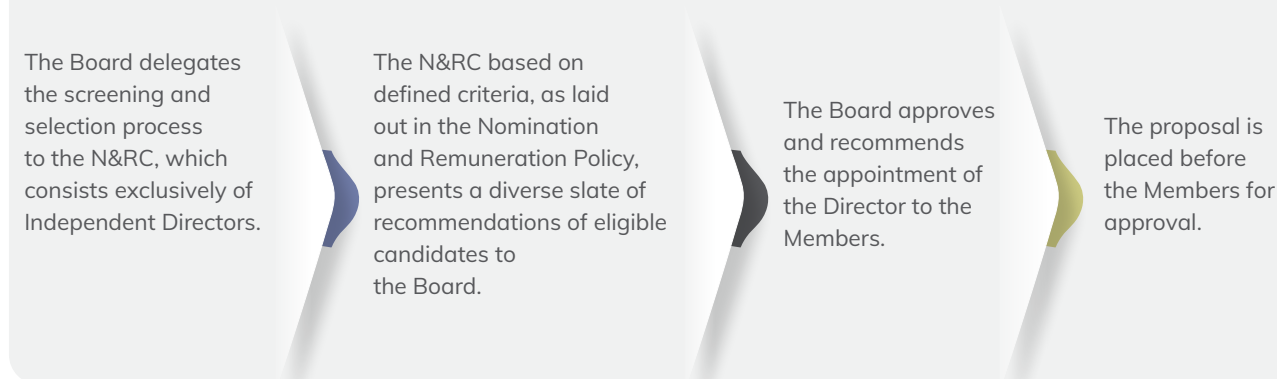 The Board delegates
the screening and
selection process
to the N&RC, which
consists exclusively of
Independent Directors.
The N&RC based on
defined criteria, as laid
out in the Nomination
and Remuneration Policy,
presents a diverse slate of
recommendations of eligible
candidates to
the Board.
The Board approves
and recommends
the appointment of
the Director to the
Members.
The proposal is
placed before
the Members for
approval.